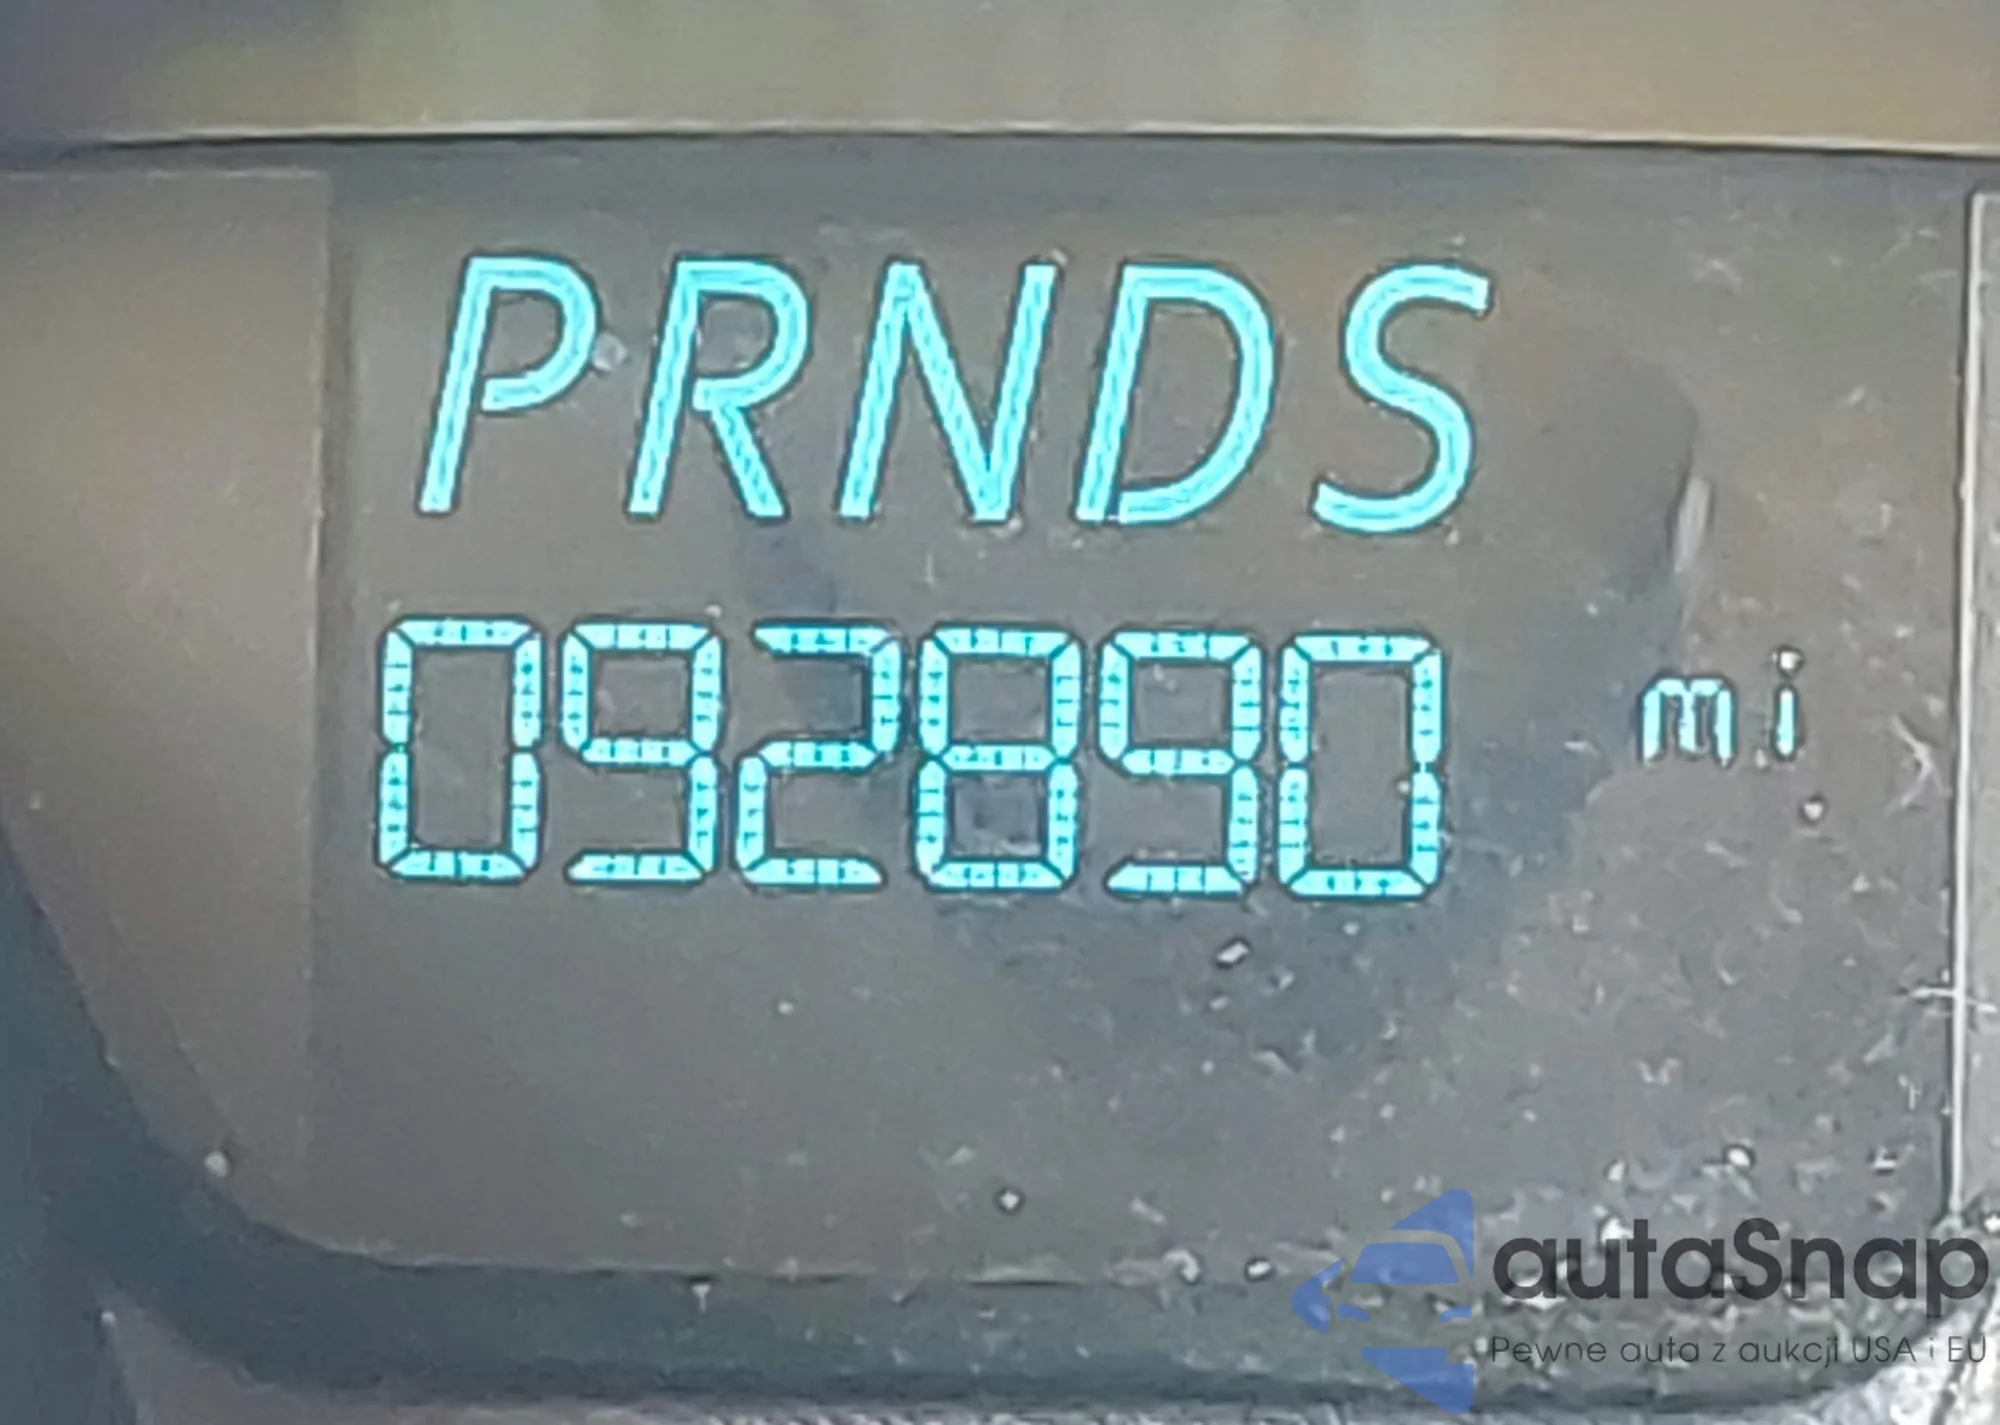 PRNDS
092890 mi
autaSnap
Pewne auta z aukcji USA i EU